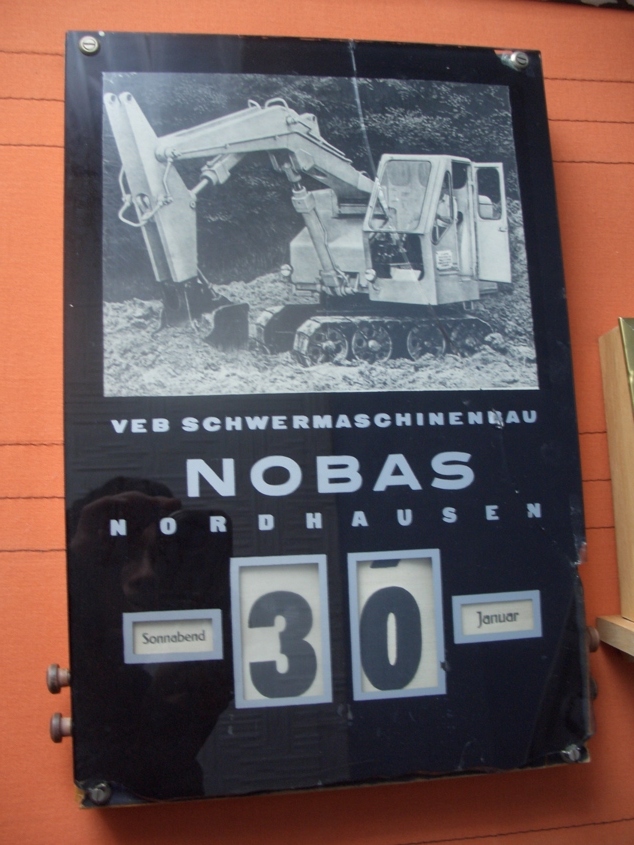 VEB SCHWERMASCHINENBAU
NOBAS
NORDHAUSEN
Sonnabend 30 Januar